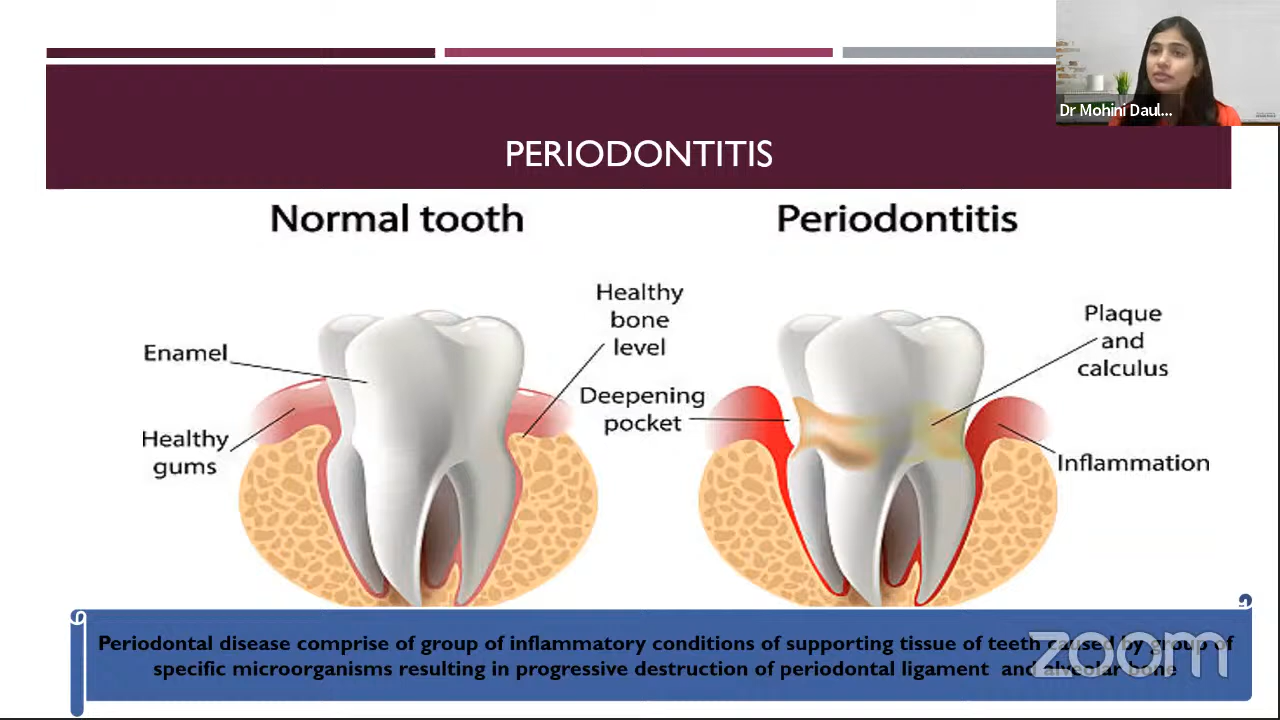 Dr Mohini Daul...
PERIODONTITIS
Normal tooth
Periodontitis
Healthy
bone
level
Enamel
Healthy
gums
Deepening
pocket
Plaque
and
calculus
Inflammation
Periodontal disease comprise of group of inflammatory conditions of supporting tissue of teeth caused by group of
specific microorganisms resulting in progressive destruction of periodontal ligament and alveolar bone
zoom